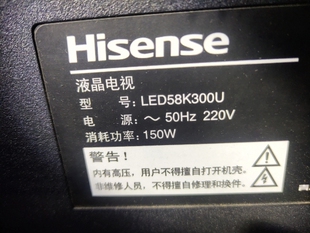 Hisense
液晶电视
型 号: LED58K300U
电 源: ～ 50Hz 220V
消耗功率: 150W
警告!
内有高压，用户不得擅自打开机壳。
非维修人员，不得擅自修理和换件。